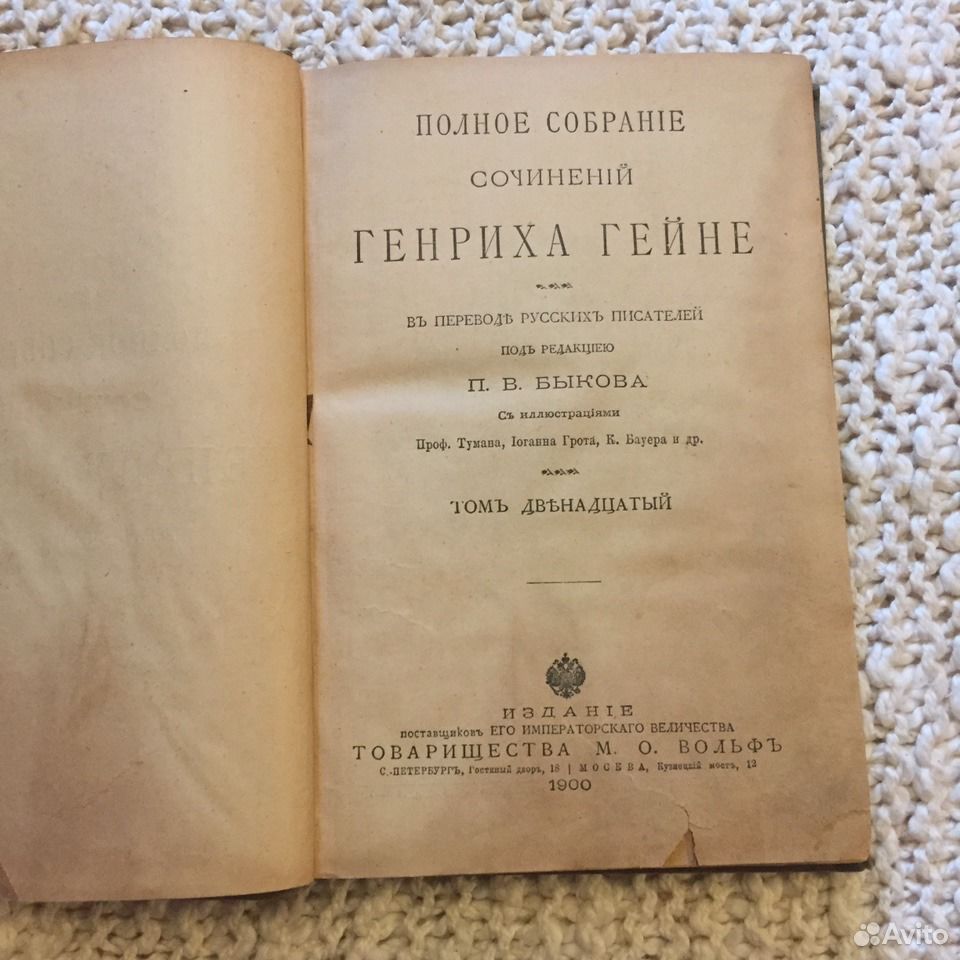 ПОЛНОЕ СОБРАНІЕ
СОЧИНЕНІЙ
ГЕНРИХА ГЕЙНЕ
ВЪ ПЕРЕВОДѢ РУССКИХЪ ПИСАТЕЛЕЙ
ПОДЪ РЕДАКЦІЕЮ
П. В. БЫКОВА
Съ иллюстраціями
Проф. Тумана, Іоганна Грота, К. Бауера и др.
ТОМЪ ДВѢНАДЦАТЫЙ
ИЗДАНІЕ
поставщиковъ ЕГО ИМПЕРАТОРСКАГО ВЕЛИЧЕСТВА
ТОВАРИЩЕСТВА М. О. ВОЛЬФЪ
С.-ПЕТЕРБУРГЪ, Гостиный дворъ, 18 | МОСКВА, Кузнецкій мостъ, 12
1900
Avito